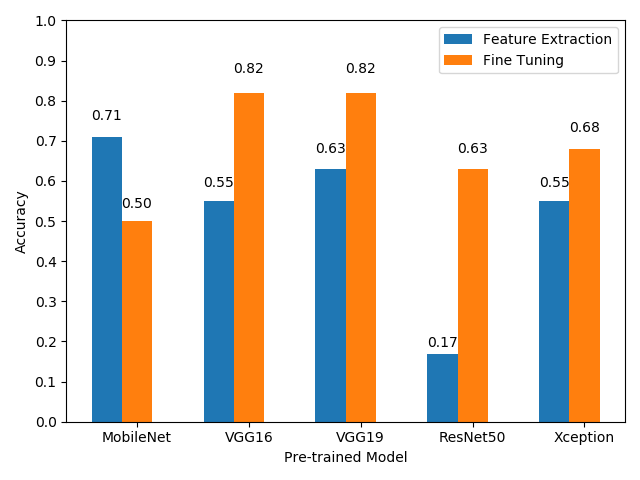 1.0
0.9
0.8
0.7
0.6
0.5
0.4
0.3
0.2
0.1
0.0
Accuracy
Feature Extraction
Fine Tuning
0.71
0.50
0.55
0.82
0.63
0.82
0.17
0.63
0.55
0.68
MobileNet
VGG16
VGG19
ResNet50
Xception
Pre-trained Model